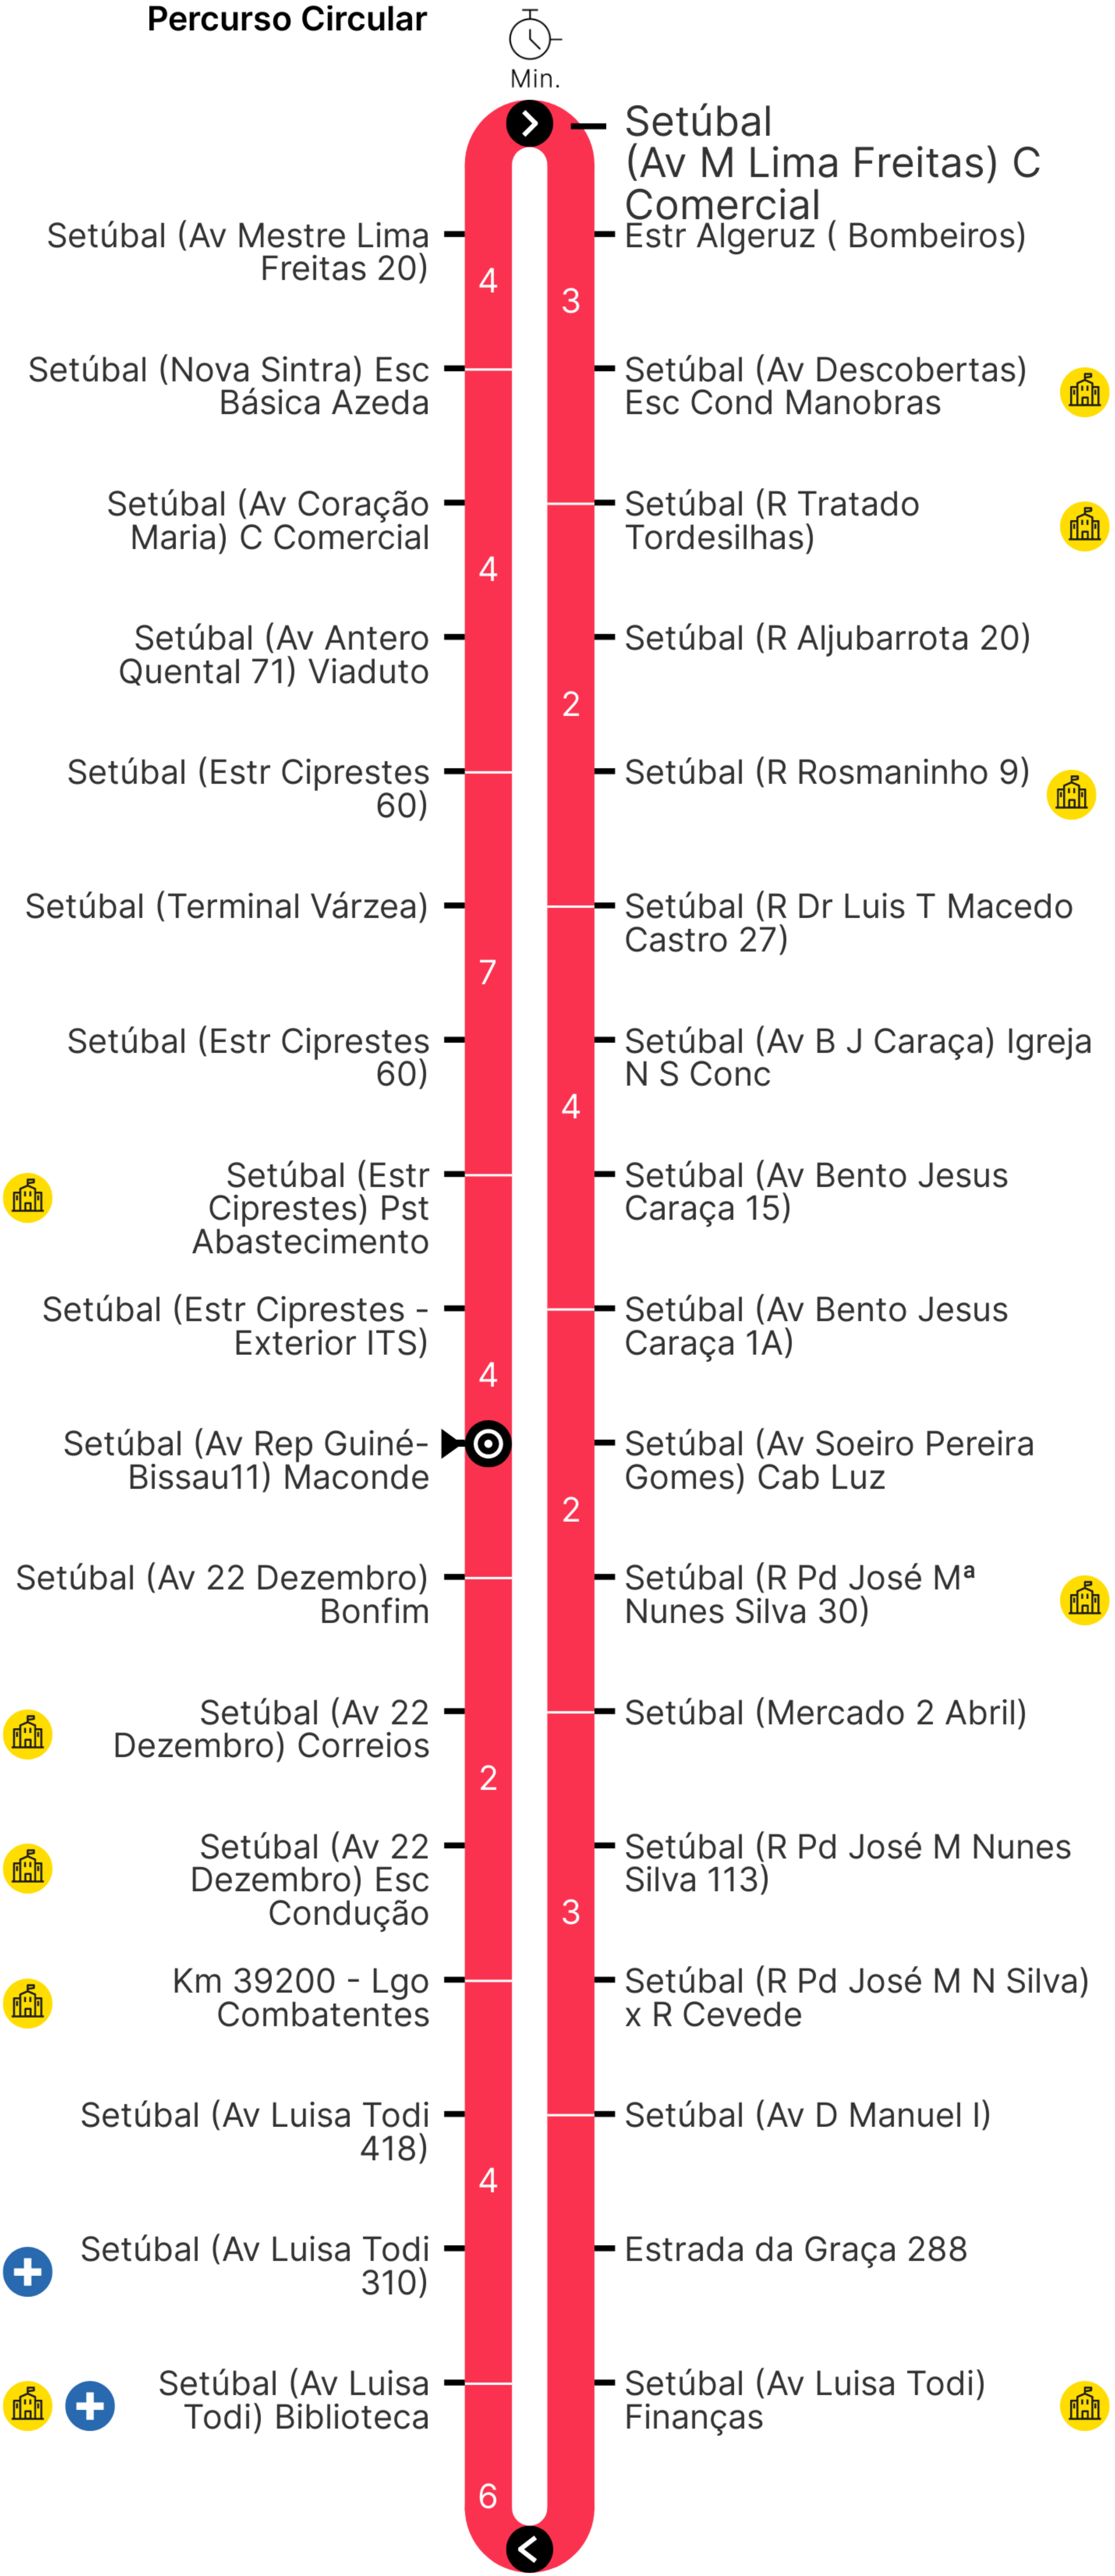 Percurso Circular
Min.
Setúbal
(Av M Lima Freitas) C
Comercial
Estr Algeruz ( Bombeiros)
3
Setúbal (Av Descobertas)
Esc Cond Manobras
Setúbal (R Tratado
Tordesilhas)
Setúbal (R Aljubarrota 20)
2
Setúbal (R Rosmaninho 9)
Setúbal (R Dr Luis T Macedo
Castro 27)
Setúbal (Av B J Caraça) Igreja
N S Conc
4
Setúbal (Av Bento Jesus
Caraça 15)
Setúbal (Av Bento Jesus
Caraça 1A)
Setúbal (Av Soeiro Pereira
Gomes) Cab Luz
2
Setúbal (R Pd José Mª
Nunes Silva 30)
Setúbal (Mercado 2 Abril)
Setúbal (R Pd José M Nunes
Silva 113)
3
Setúbal (R Pd José M N Silva)
x R Cevede
Setúbal (Av D Manuel I)
Estrada da Graça 288
Setúbal (Av Luisa Todi)
Finanças
Setúbal (Av Mestre Lima
Freitas 20)
4
Setúbal (Nova Sintra) Esc
Básica Azeda
Setúbal (Av Coração
Maria) C Comercial
4
Setúbal (Av Antero
Quental 71) Viaduto
Setúbal (Estr Ciprestes
60)
Setúbal (Terminal Várzea)
7
Setúbal (Estr Ciprestes
60)
Setúbal (Estr
Ciprestes) Pst
Abastecimento
Setúbal (Estr Ciprestes -
Exterior ITS)
4
Setúbal (Av Rep Guiné-
Bissau11) Maconde
Setúbal (Av 22 Dezembro)
Bonfim
Setúbal (Av 22
Dezembro) Correios
2
Setúbal (Av 22
Dezembro) Esc
Condução
Km 39200 - Lgo
Combatentes
Setúbal (Av Luisa Todi
418)
4
Setúbal (Av Luisa Todi
310)
Setúbal (Av Luisa
Todi) Biblioteca
6